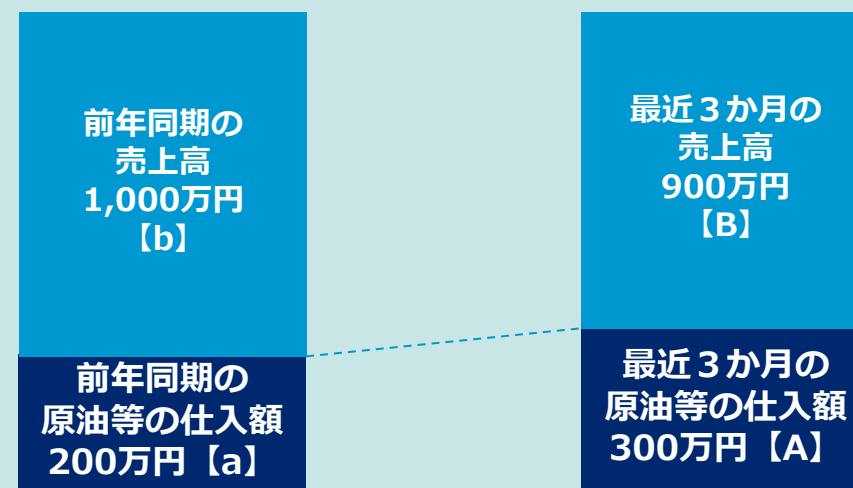 前年同期の
売上高
1,000万円
【b】
前年同期の
原油等の仕入額
200万円【a】
最近３か月の
売上高
900万円
【B】
最近３か月の
原油等の仕入額
300万円【A】